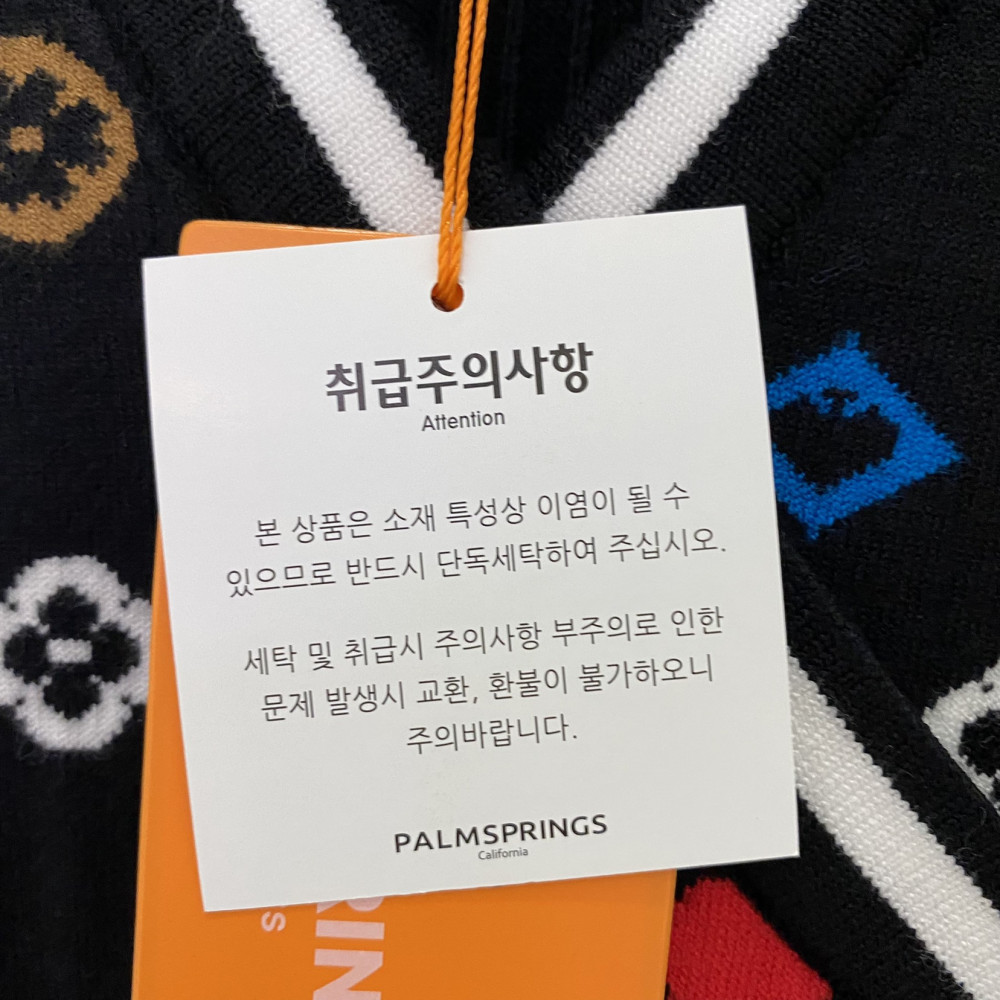 취급주의사항
Attention
본 상품은 소재 특성상 이염이 될 수
있으므로 반드시 단독세탁하여 주십시오.
세탁 및 취급시 주의사항 부주의로 인한
문제 발생시 교환, 환불이 불가하오니
주의바랍니다.
PALMSPRINGS
California
RIN
S